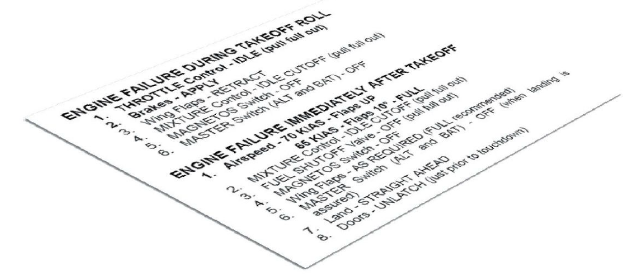 ENGINE FAILURE DURING TAKEOFF ROLL
1. THROTTLE Control - IDLE (pull full out)
2. Brakes - APPLY
3. Wing Flaps - RETRACT
4. MIXTURE Control - IDLE CUTOFF (pull full out)
5. MAGNETOS Switch - OFF
6. MASTER Switch (ALT and BAT) - OFF
ENGINE FAILURE IMMEDIATELY AFTER TAKEOFF
1. Airspeed - 70 KIAS - Flaps UP
65 KIAS - Flaps 10° - FULL
2. MIXTURE Control - IDLE CUTOFF (pull full out)
3. FUEL SHUTOFF Valve - OFF (pull full out)
4. MAGNETOS Switch - OFF
5. Wing Flaps - AS REQUIRED (FULL recommended)
6. MASTER Switch (ALT and BAT) - OFF (when landing is
assured)
7. Land - STRAIGHT AHEAD
8. Doors - UNLATCH (just prior to touchdown)